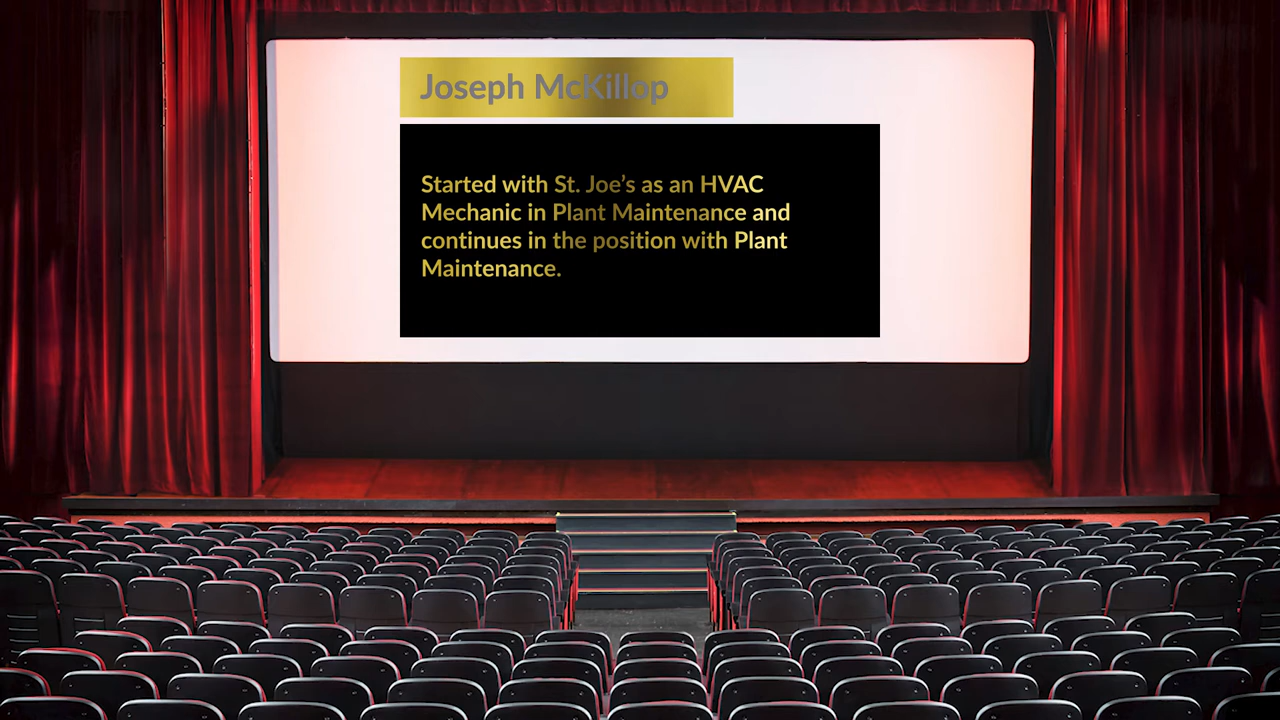 Joseph McKillop
Started with St. Joe’s as an HVAC
Mechanic in Plant Maintenance and
continues in the position with Plant
Maintenance.